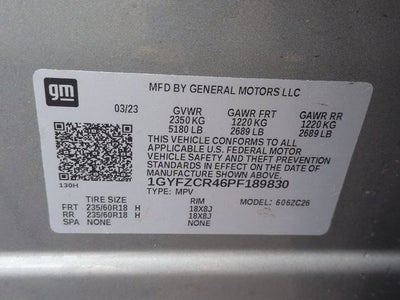 gm
MFD BY GENERAL MOTORS LLC
03/23 GVWR GAWR FRT GAWR RR
2350 KG 1220 KG 1220 KG
5180 LB 2689 LB 2689 LB
THIS VEHICLE CONFORMS TO ALL
APPLICABLE U.S. FEDERAL MOTOR
VEHICLE SAFETY AND THEFT PREVENTION
STANDARDS IN EFFECT ON THE DATE OF
MANUFACTURE SHOWN ABOVE.
1GYFZCR46PF189830
130H TYPE: MPV
TIRE SIZE RIM MODEL: 606ZC26
FRT 235/60R18 H 18X8J
RR 235/60R18 H 18X8J
SPA NONE NONE